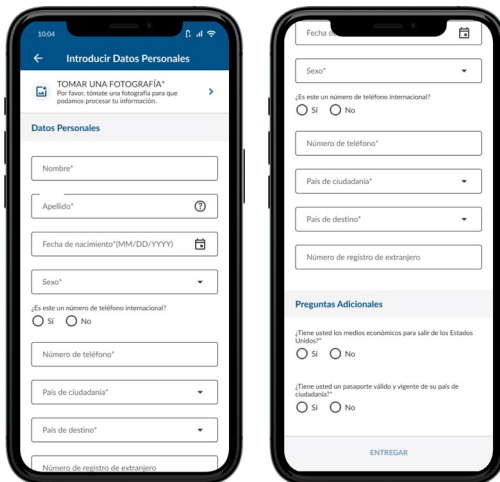 10:04
Introducir Datos Personales
TOMAR UNA FOTOGRAFÍA*
Por favor, tómate una fotografía para que
podamos procesar tu información.
Datos Personales
Nombre*
Apellido*
Fecha de nacimiento*(MM/DD/YYYY)
Sexo*
¿Es este un número de teléfono internacional?
Sí No
Número de teléfono*
País de ciudadanía*
País de destino*
Número de registro de extranjero
Fecha
Sexo*
¿Es este un número de teléfono internacional?
Sí No
Número de teléfono*
País de ciudadanía*
País de destino*
Número de registro de extranjero
Preguntas Adicionales
¿Tiene usted los medios económicos para salir de los Estados
Unidos?*
Sí No
¿Tiene usted un pasaporte válido y vigente de su país de
ciudadanía?*
Sí No
ENTREGAR